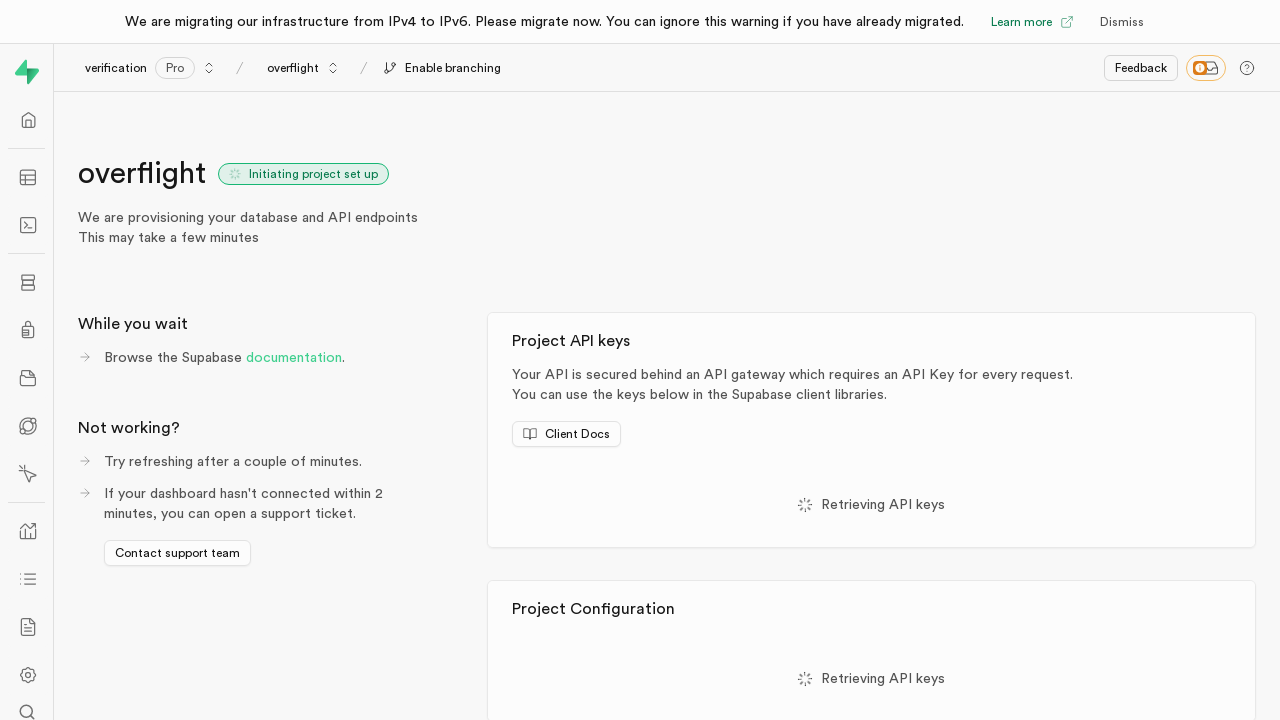 We are migrating our infrastructure from IPv4 to IPv6. Please migrate now. You can ignore this warning if you have already migrated. Learn more Dismiss
verification Pro / overflight / Enable branching Feedback
overflight Initiating project set up
We are provisioning your database and API endpoints
This may take a few minutes
While you wait
Browse the Supabase documentation.
Not working?
Try refreshing after a couple of minutes.
If your dashboard hasn't connected within 2
minutes, you can open a support ticket.
Contact support team
Project API keys
Your API is secured behind an API gateway which requires an API Key for every request.
You can use the keys below in the Supabase client libraries.
Client Docs
Retrieving API keys
Project Configuration
Retrieving API keys